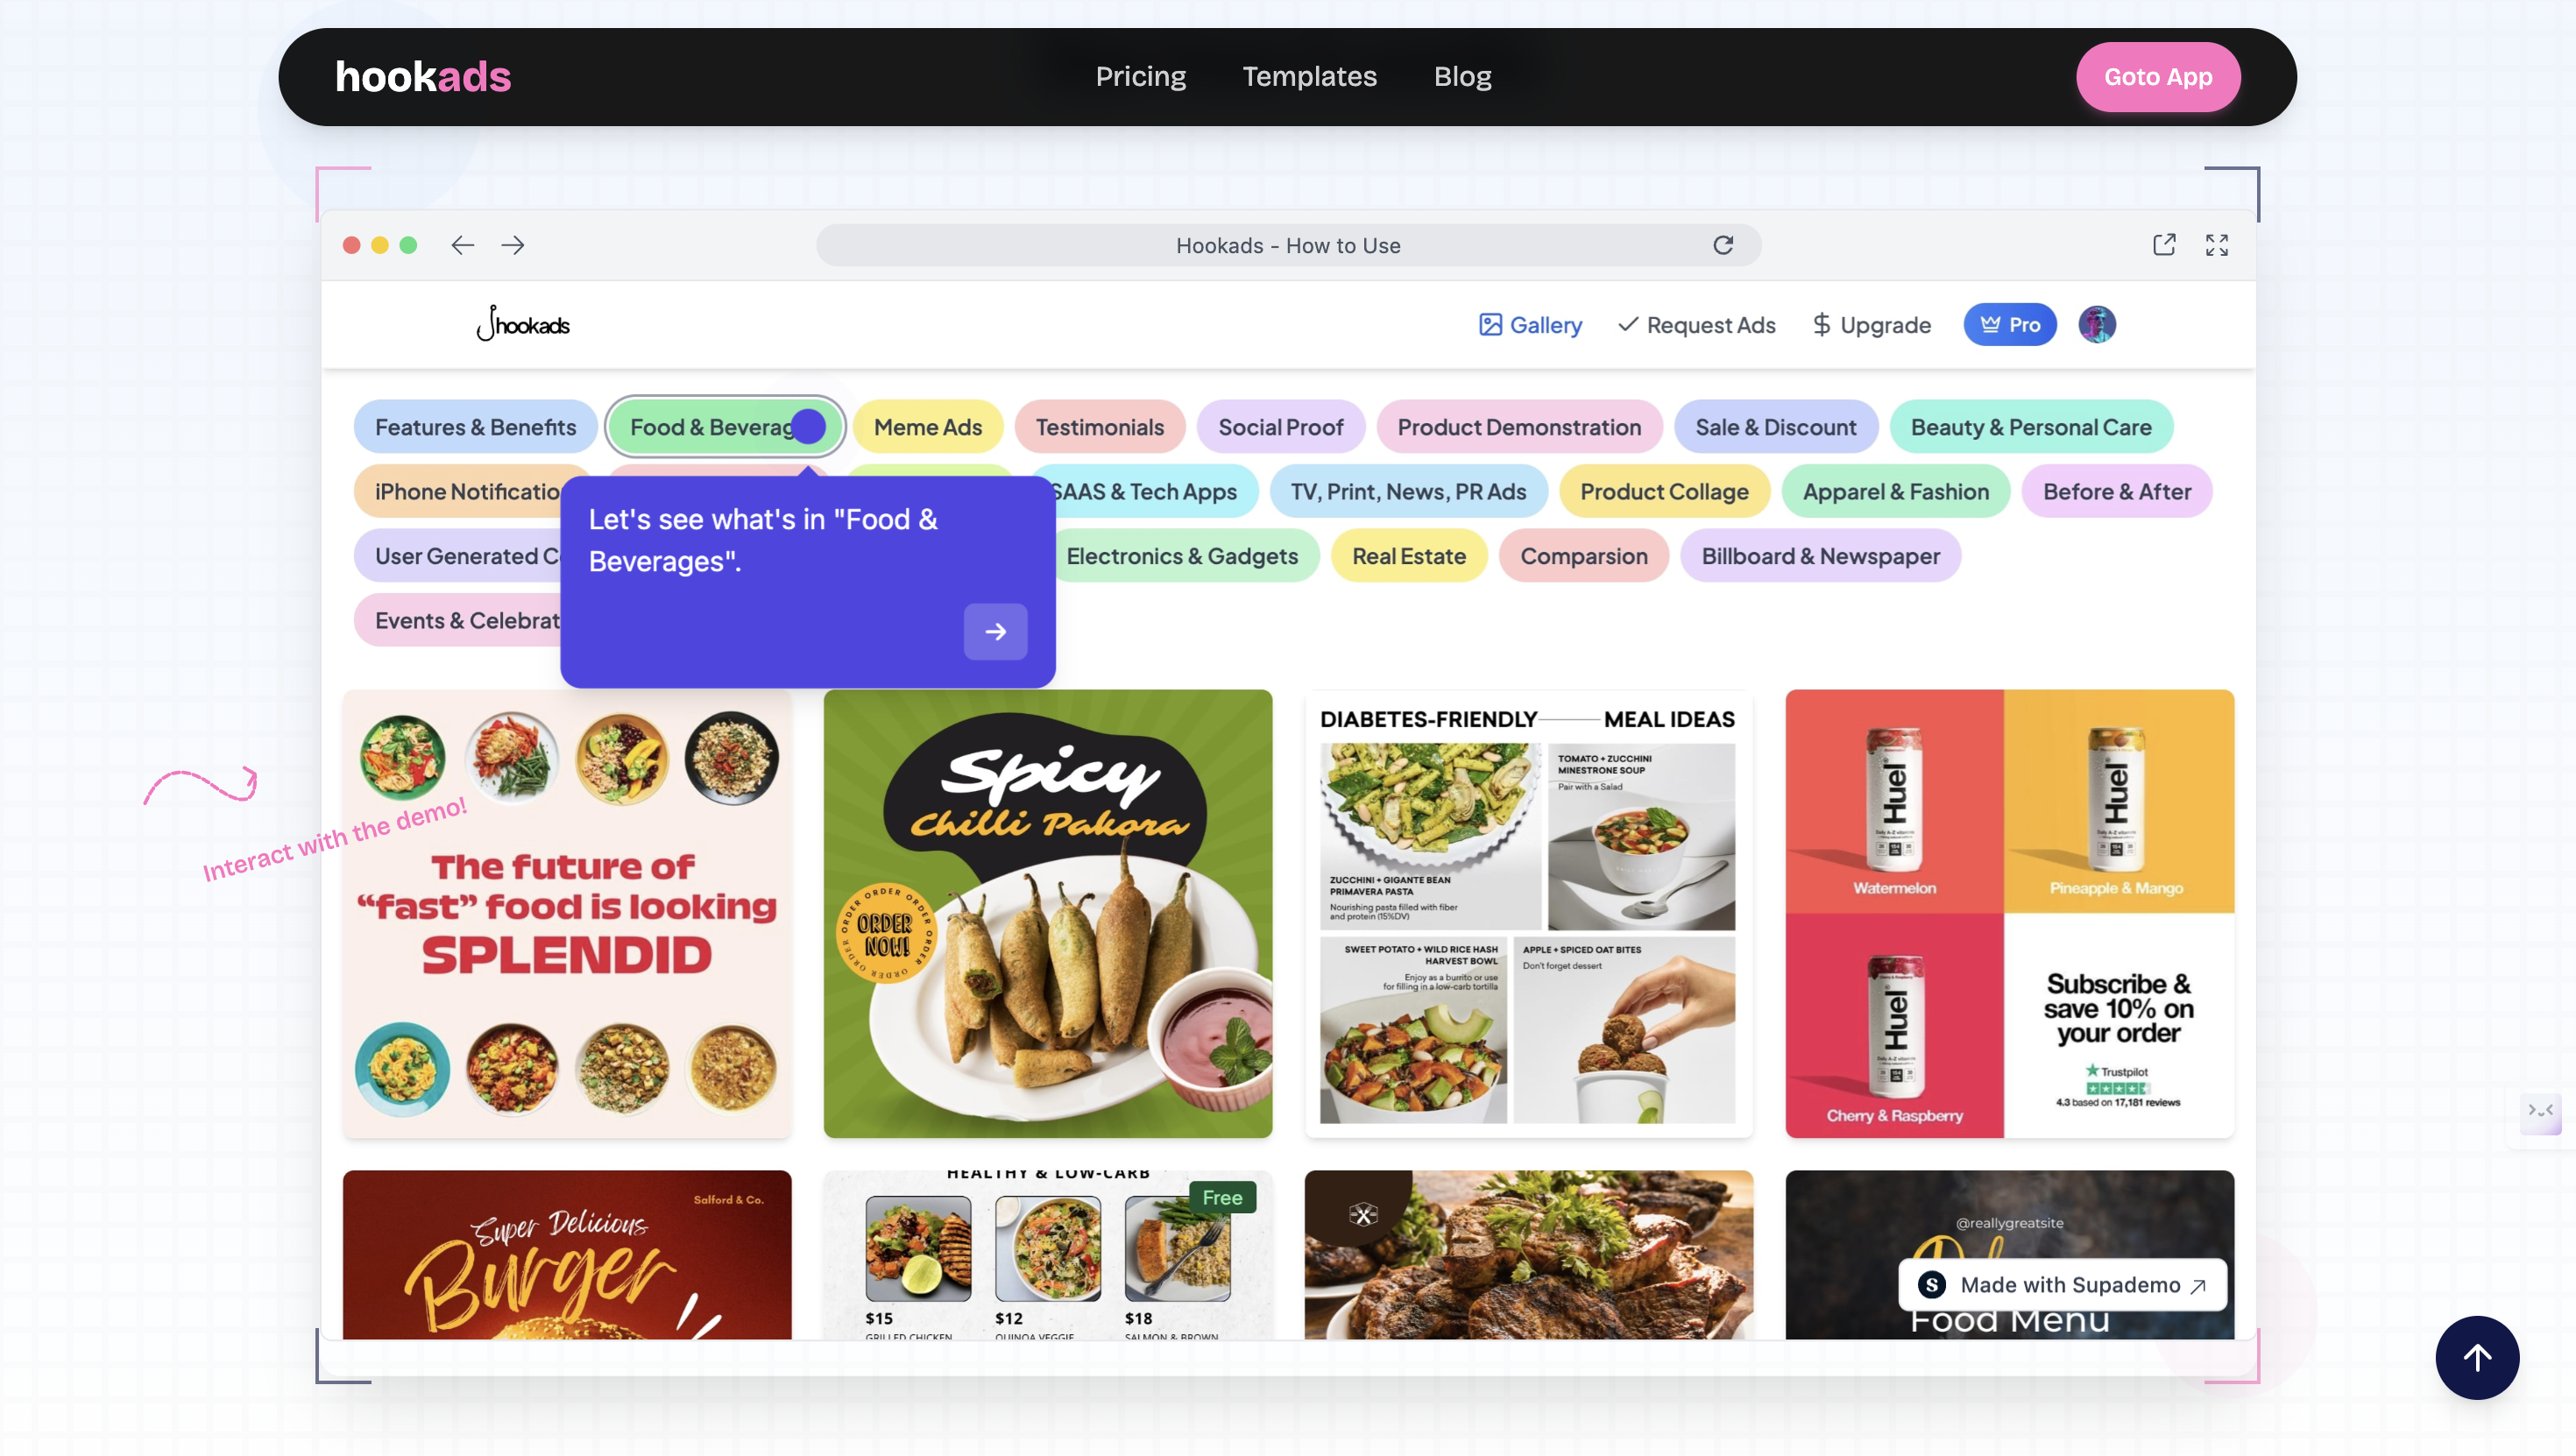 hookads
Pricing
Templates
Blog
Goto App
Hookads - How to Use
hookads
Gallery
Request Ads
Upgrade
Pro
Features & Benefits
Food & Beverag
Meme Ads
Testimonials
Social Proof
Product Demonstration
Sale & Discount
Beauty & Personal Care
iPhone Notificatio
SAAS & Tech Apps
TV, Print, News, PR Ads
Product Collage
Apparel & Fashion
Before & After
User Generated C
Electronics & Gadgets
Real Estate
Comparsion
Billboard & Newspaper
Events & Celebrat
Let's see what's in "Food &
Beverages".
Interact with the demo!
The future of
“fast” food is looking
SPLENDID
Spicy
Chilli Pakora
ORDER ORDER ORDER ORDER ORDER
ORDER
NOW!
DIABETES-FRIENDLY MEAL IDEAS
TOMATO + ZUCCHINI
MINESTRONE SOUP
Pair with a Salad
ZUCCHINI + GIGANTE BEAN
PRIMAVERA PASTA
Nourishing pasta filled with fiber
and protein (15%DV)
SWEET POTATO + WILD RICE HASH
HARVEST BOWL
Enjoy as a burrito or use
for filling in a low-carb tortilla
APPLE + SPICED OAT BITES
Don't forget dessert
Huel
Watermelon
Huel
Pineapple & Mango
Huel
Cherry & Raspberry
Subscribe &
save 10% on
your order
Trustpilot
4.3 based on 17,181 reviews
Salford & Co.
Super Delicious
Burger
HEALTHY & LOW-CARB
Free
$15
GRILLED CHICKEN
$12
QUINOA VEGGIE
$18
SALMON & BROWN
@reallygreatsite
Made with Supademo
Food Menu